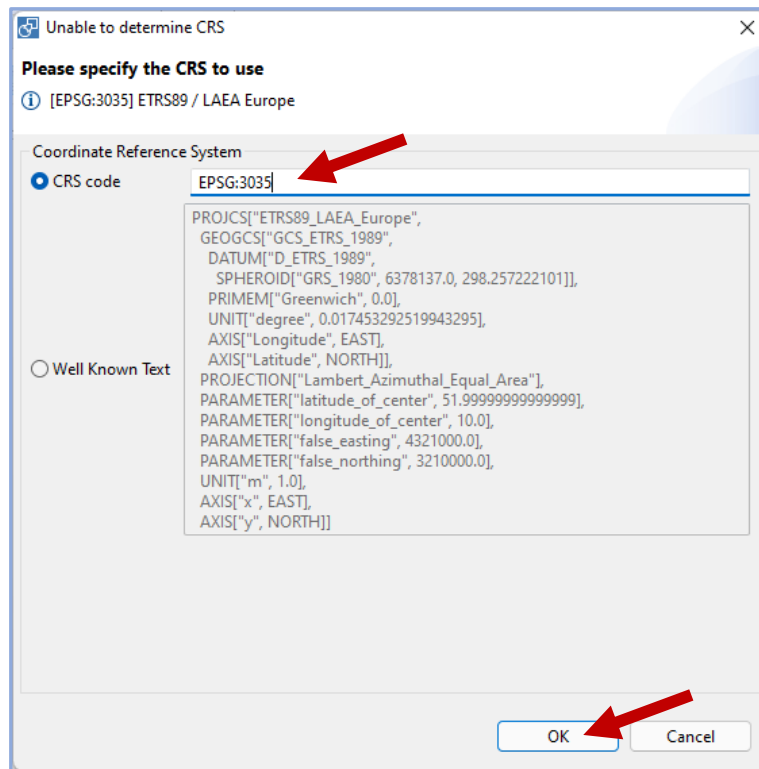 Unable to determine CRS
Please specify the CRS to use
[EPSG:3035] ETRS89 / LAEA Europe
Coordinate Reference System
CRS code
EPSG:3035
PROJCS["ETRS89_LAEA_Europe",
GEOGCS["GCS_ETRS_1989",
DATUM["D_ETRS_1989",
SPHEROID["GRS_1980", 6378137.0, 298.257222101]],
PRIMEM["Greenwich", 0.0],
UNIT["degree", 0.017453292519943295],
AXIS["Longitude", EAST],
AXIS["Latitude", NORTH]],
Well Known Text
PROJECTION["Lambert_Azimuthal_Equal_Area"],
PARAMETER["latitude_of_center", 51.99999999999999],
PARAMETER["longitude_of_center", 10.0],
PARAMETER["false_easting", 4321000.0],
PARAMETER["false_northing", 3210000.0],
UNIT["m", 1.0],
AXIS["x", EAST],
AXIS["y", NORTH]]
OK
Cancel